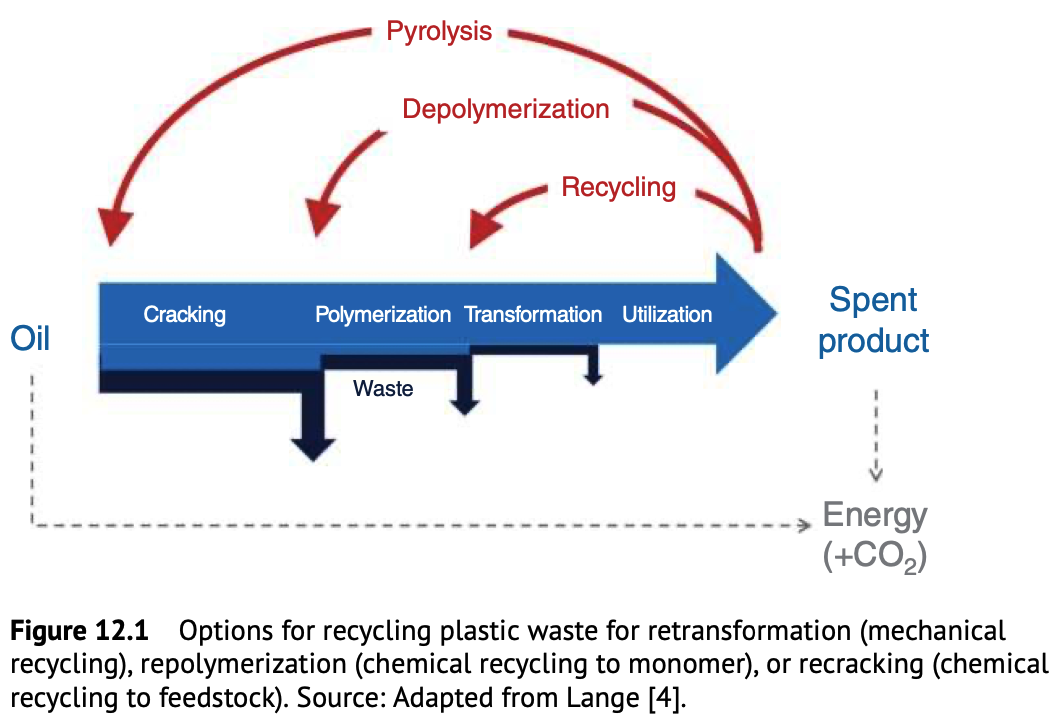 Pyrolysis
Depolymerization
Recycling
Cracking
Polymerization
Transformation
Utilization
Oil
Spent
product
Waste
Energy
(+CO₂)
Figure 12.1 Options for recycling plastic waste for retransformation (mechanical
recycling), repolymerization (chemical recycling to monomer), or recracking (chemical
recycling to feedstock). Source: Adapted from Lange [4].